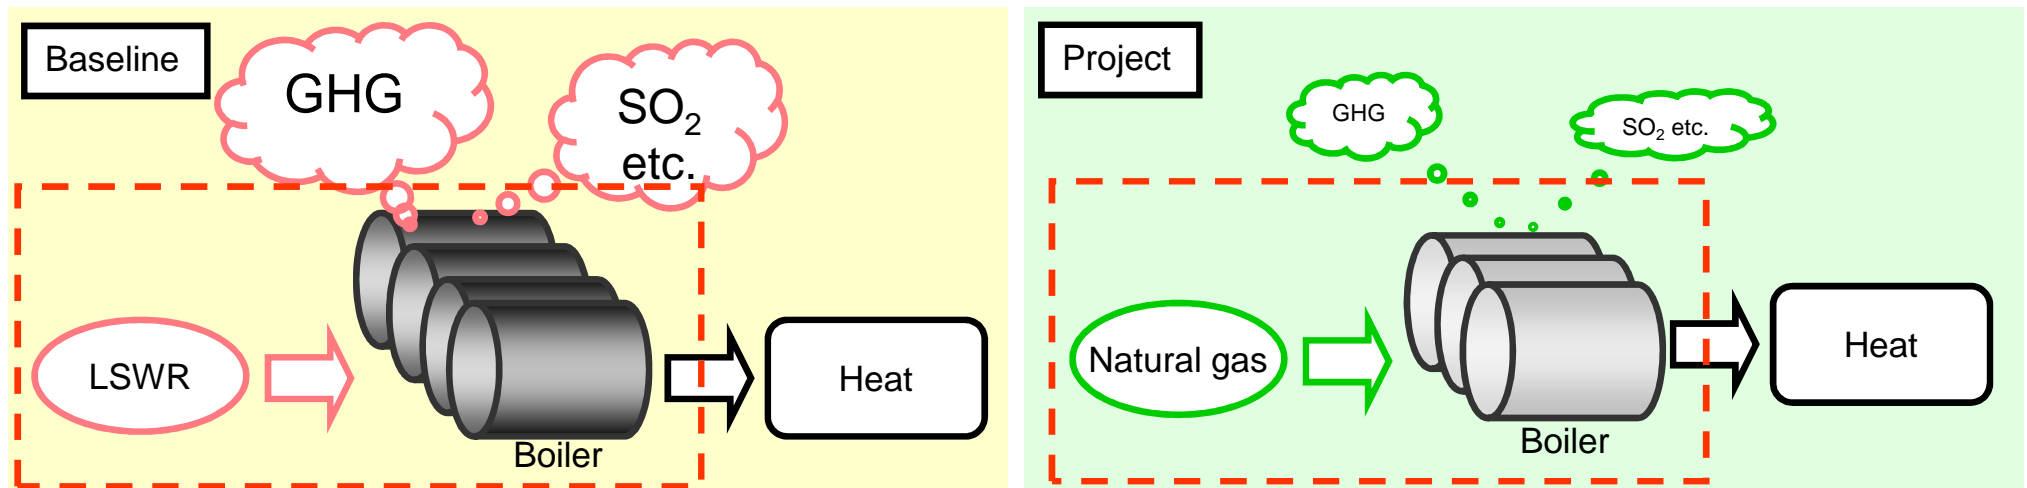 Baseline
GHG
SO₂
etc.
LSWR
Boiler
Heat
Project
GHG
SO₂ etc.
Natural gas
Boiler
Heat